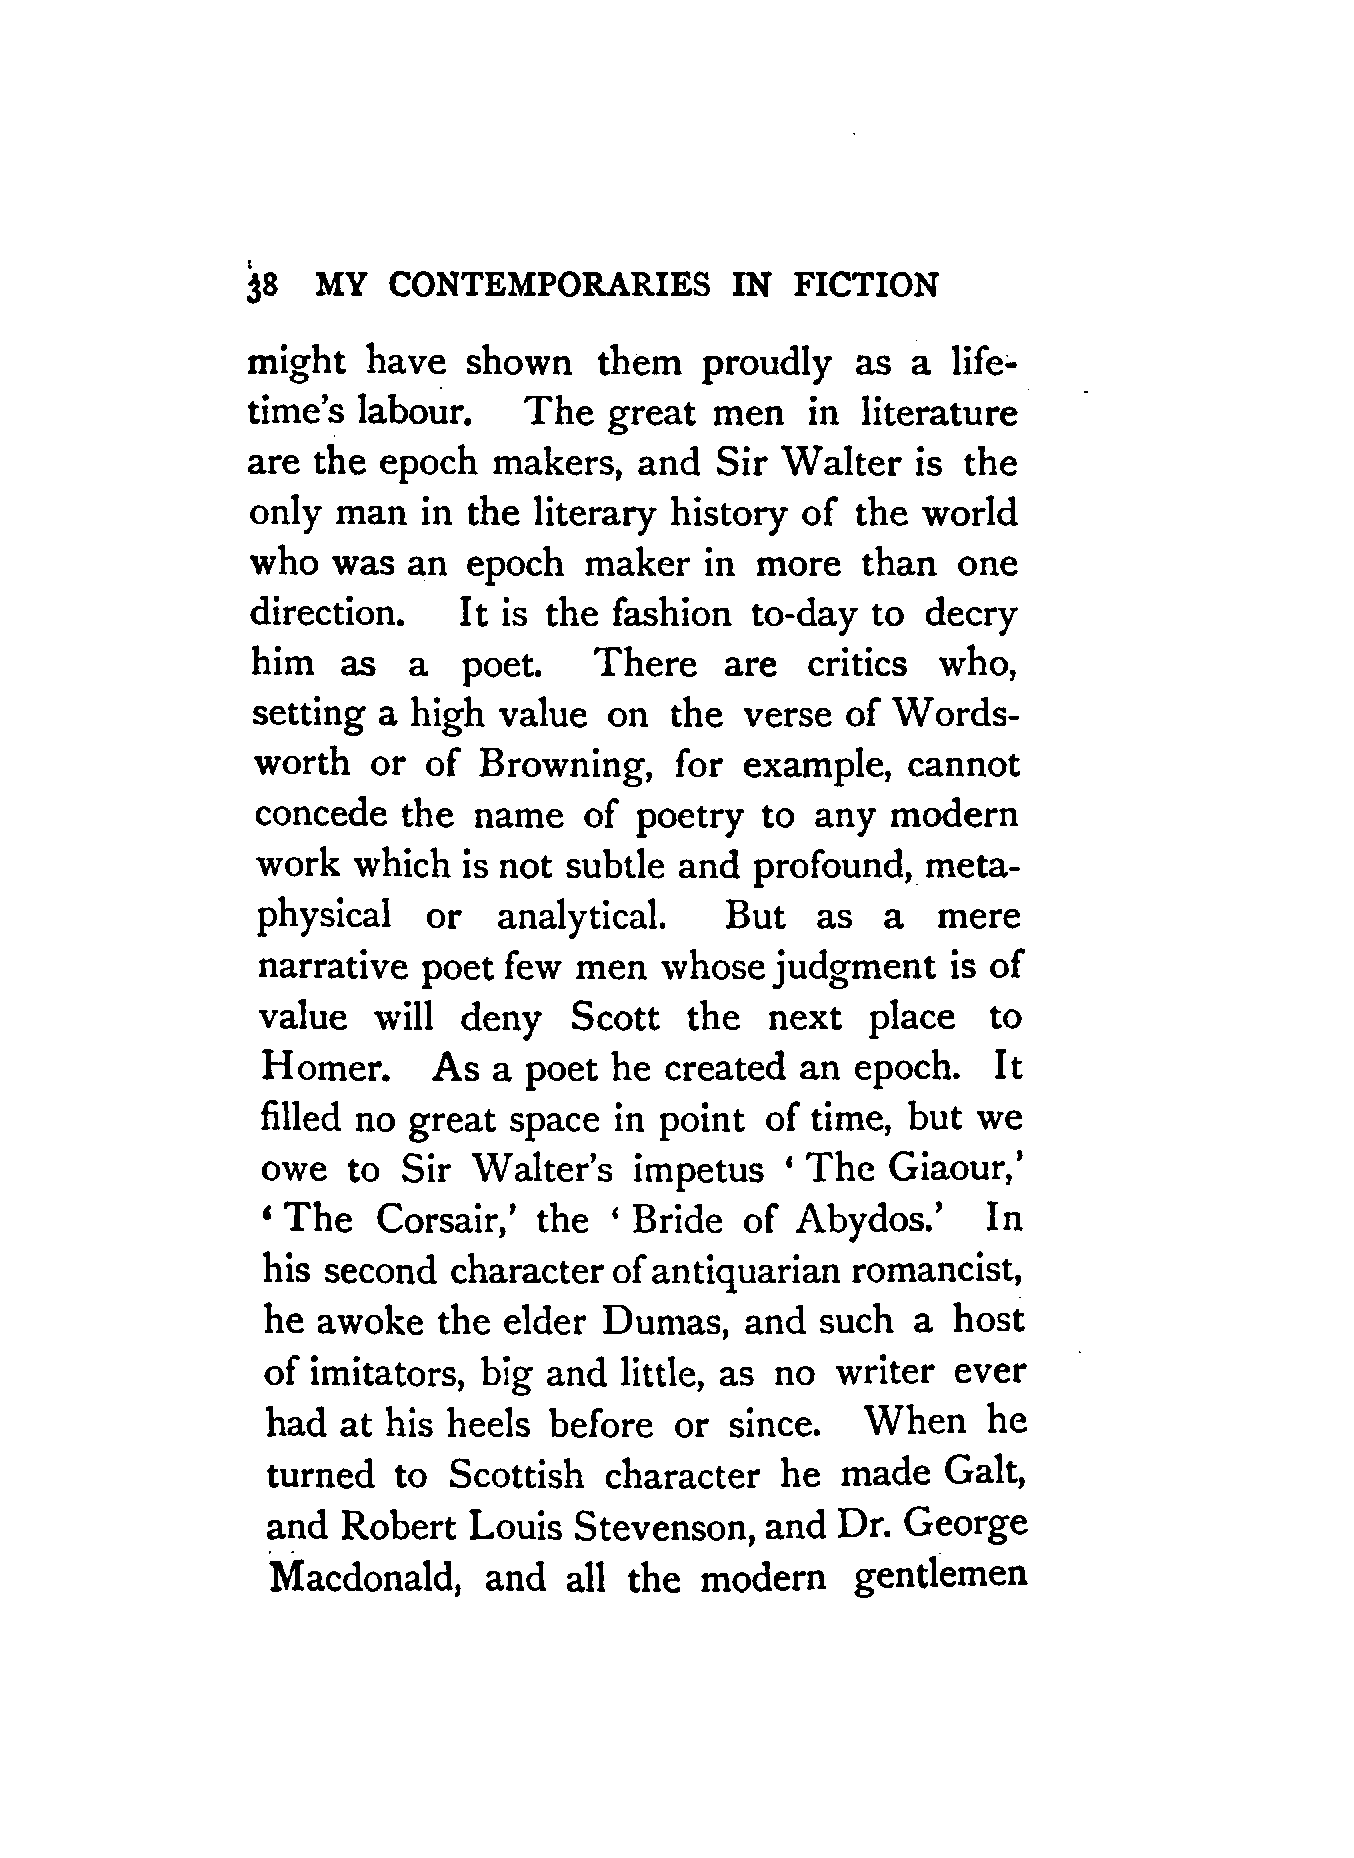 38 MY CONTEMPORARIES IN FICTION
might have shown them proudly as a life-
time's labour. The great men in literature
are the epoch makers, and Sir Walter is the
only man in the literary history of the world
who was an epoch maker in more than one
direction. It is the fashion to-day to decry
him as a poet. There are critics who,
setting a high value on the verse of Words-
worth or of Browning, for example, cannot
concede the name of poetry to any modern
work which is not subtle and profound, meta-
physical or analytical. But as a mere
narrative poet few men whose judgment is of
value will deny Scott the next place to
Homer. As a poet he created an epoch. It
filled no great space in point of time, but we
owe to Sir Walter's impetus ‘ The Giaour,’
‘ The Corsair,’ the ‘ Bride of Abydos.’ In
his second character of antiquarian romancist,
he awoke the elder Dumas, and such a host
of imitators, big and little, as no writer ever
had at his heels before or since. When he
turned to Scottish character he made Galt,
and Robert Louis Stevenson, and Dr. George
Macdonald, and all the modern gentlemen